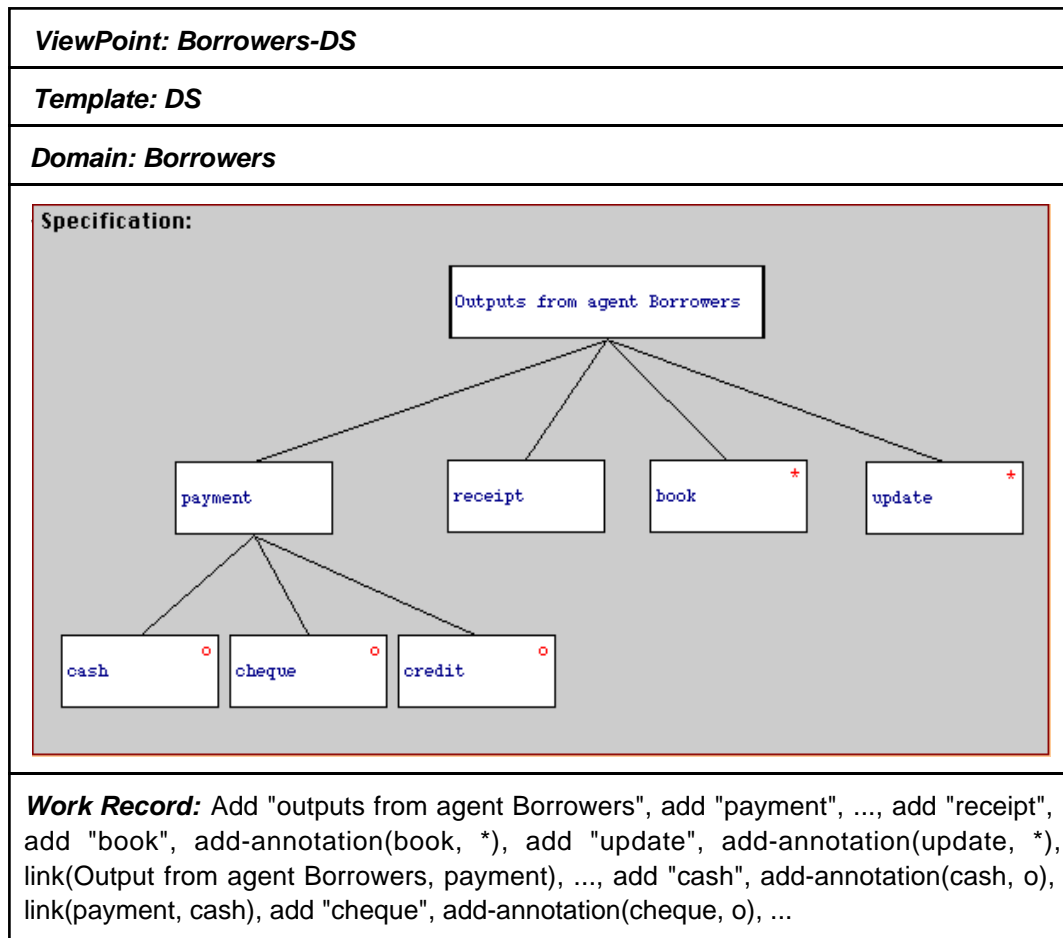 ViewPoint: Borrowers-DS
Template: DS
Domain: Borrowers
Specification:
Outputs from agent Borrowers
payment
receipt
book *
update *
cash o
cheque o
credit o
Work Record: Add "outputs from agent Borrowers", add "payment", ..., add "receipt",
add "book", add-annotation(book, *), add "update", add-annotation(update, *),
link(Output from agent Borrowers, payment), ..., add "cash", add-annotation(cash, o),
link(payment, cash), add "cheque", add-annotation(cheque, o), ...